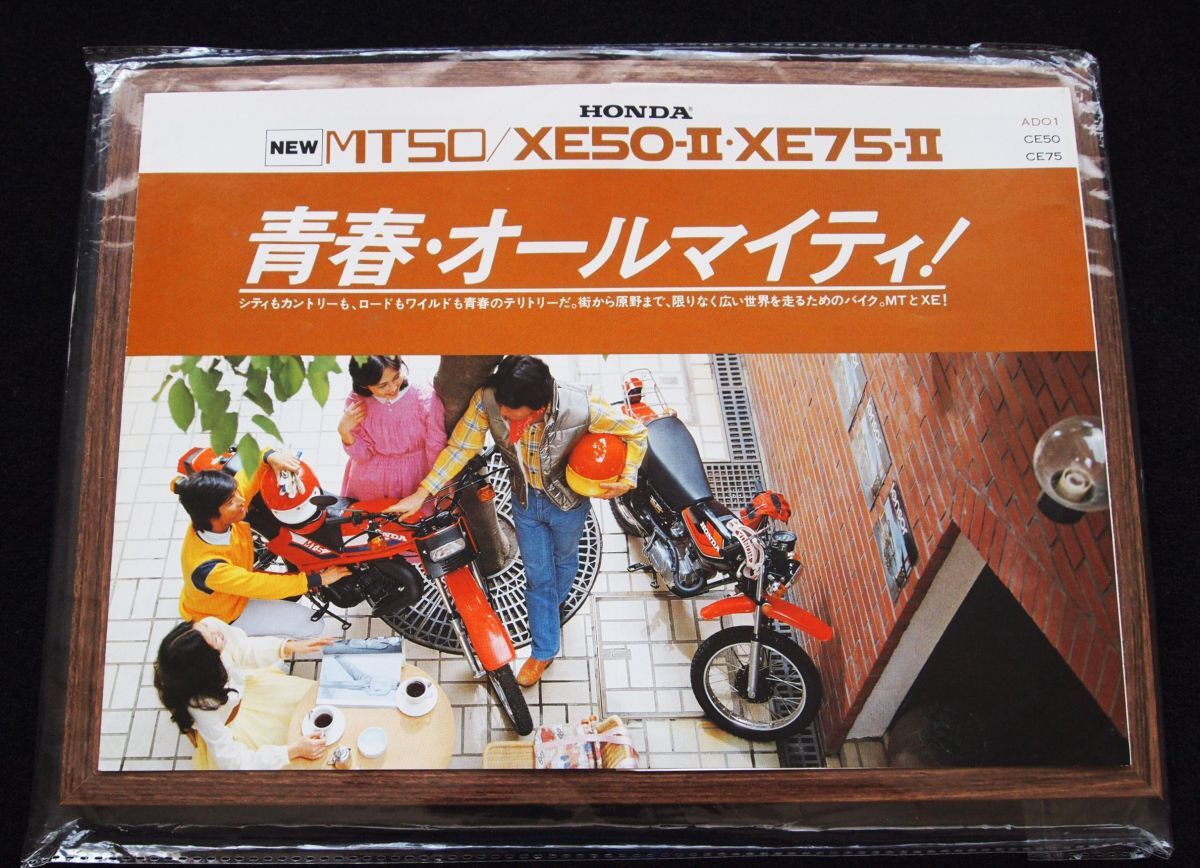 HONDA
NEW MT50/XE50-II・XE75-II
AD01
CE50
CE75
青春・オールマイティ!
シティもカントリーも、ロードもワイルドも青春のテリトリーだ。街から原野まで、限りなく広い世界を走るためのバイク。MTとXE!
HONDA
HONDA